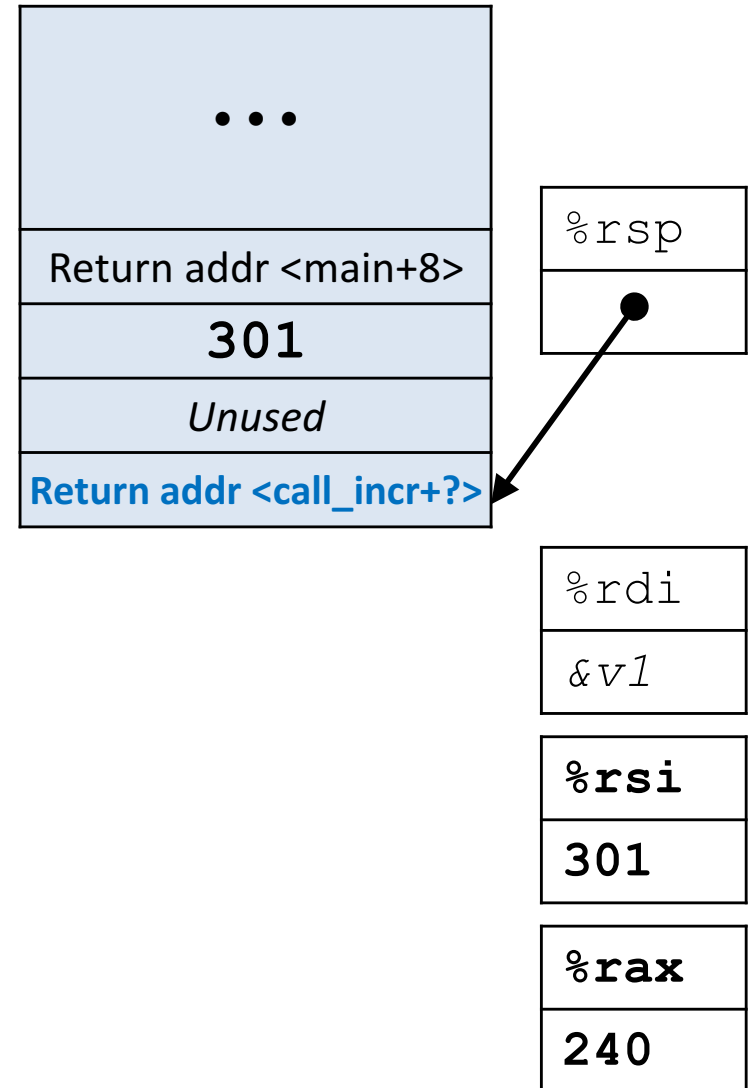 ...
Return addr <main+8>
301
Unused
Return addr <call_incr+?>
%rsp
%rdi
&v1
%rsi
301
%rax
240